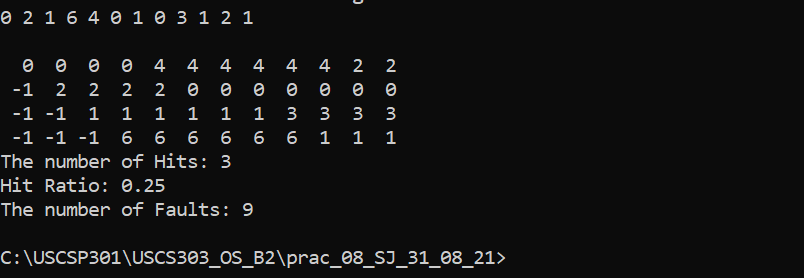 0 2 1 6 4 0 1 0 3 1 2 1
0 0 0 0 4 4 4 4 4 4 2 2
-1 2 2 2 2 0 0 0 0 0 0 0
-1 -1 1 1 1 1 1 1 3 3 3 3
-1 -1 -1 6 6 6 6 6 6 1 1 1
The number of Hits: 3
Hit Ratio: 0.25
The number of Faults: 9
C:\USCSP301\USCS303_OS_B2\prac_08_SJ_31_08_21>